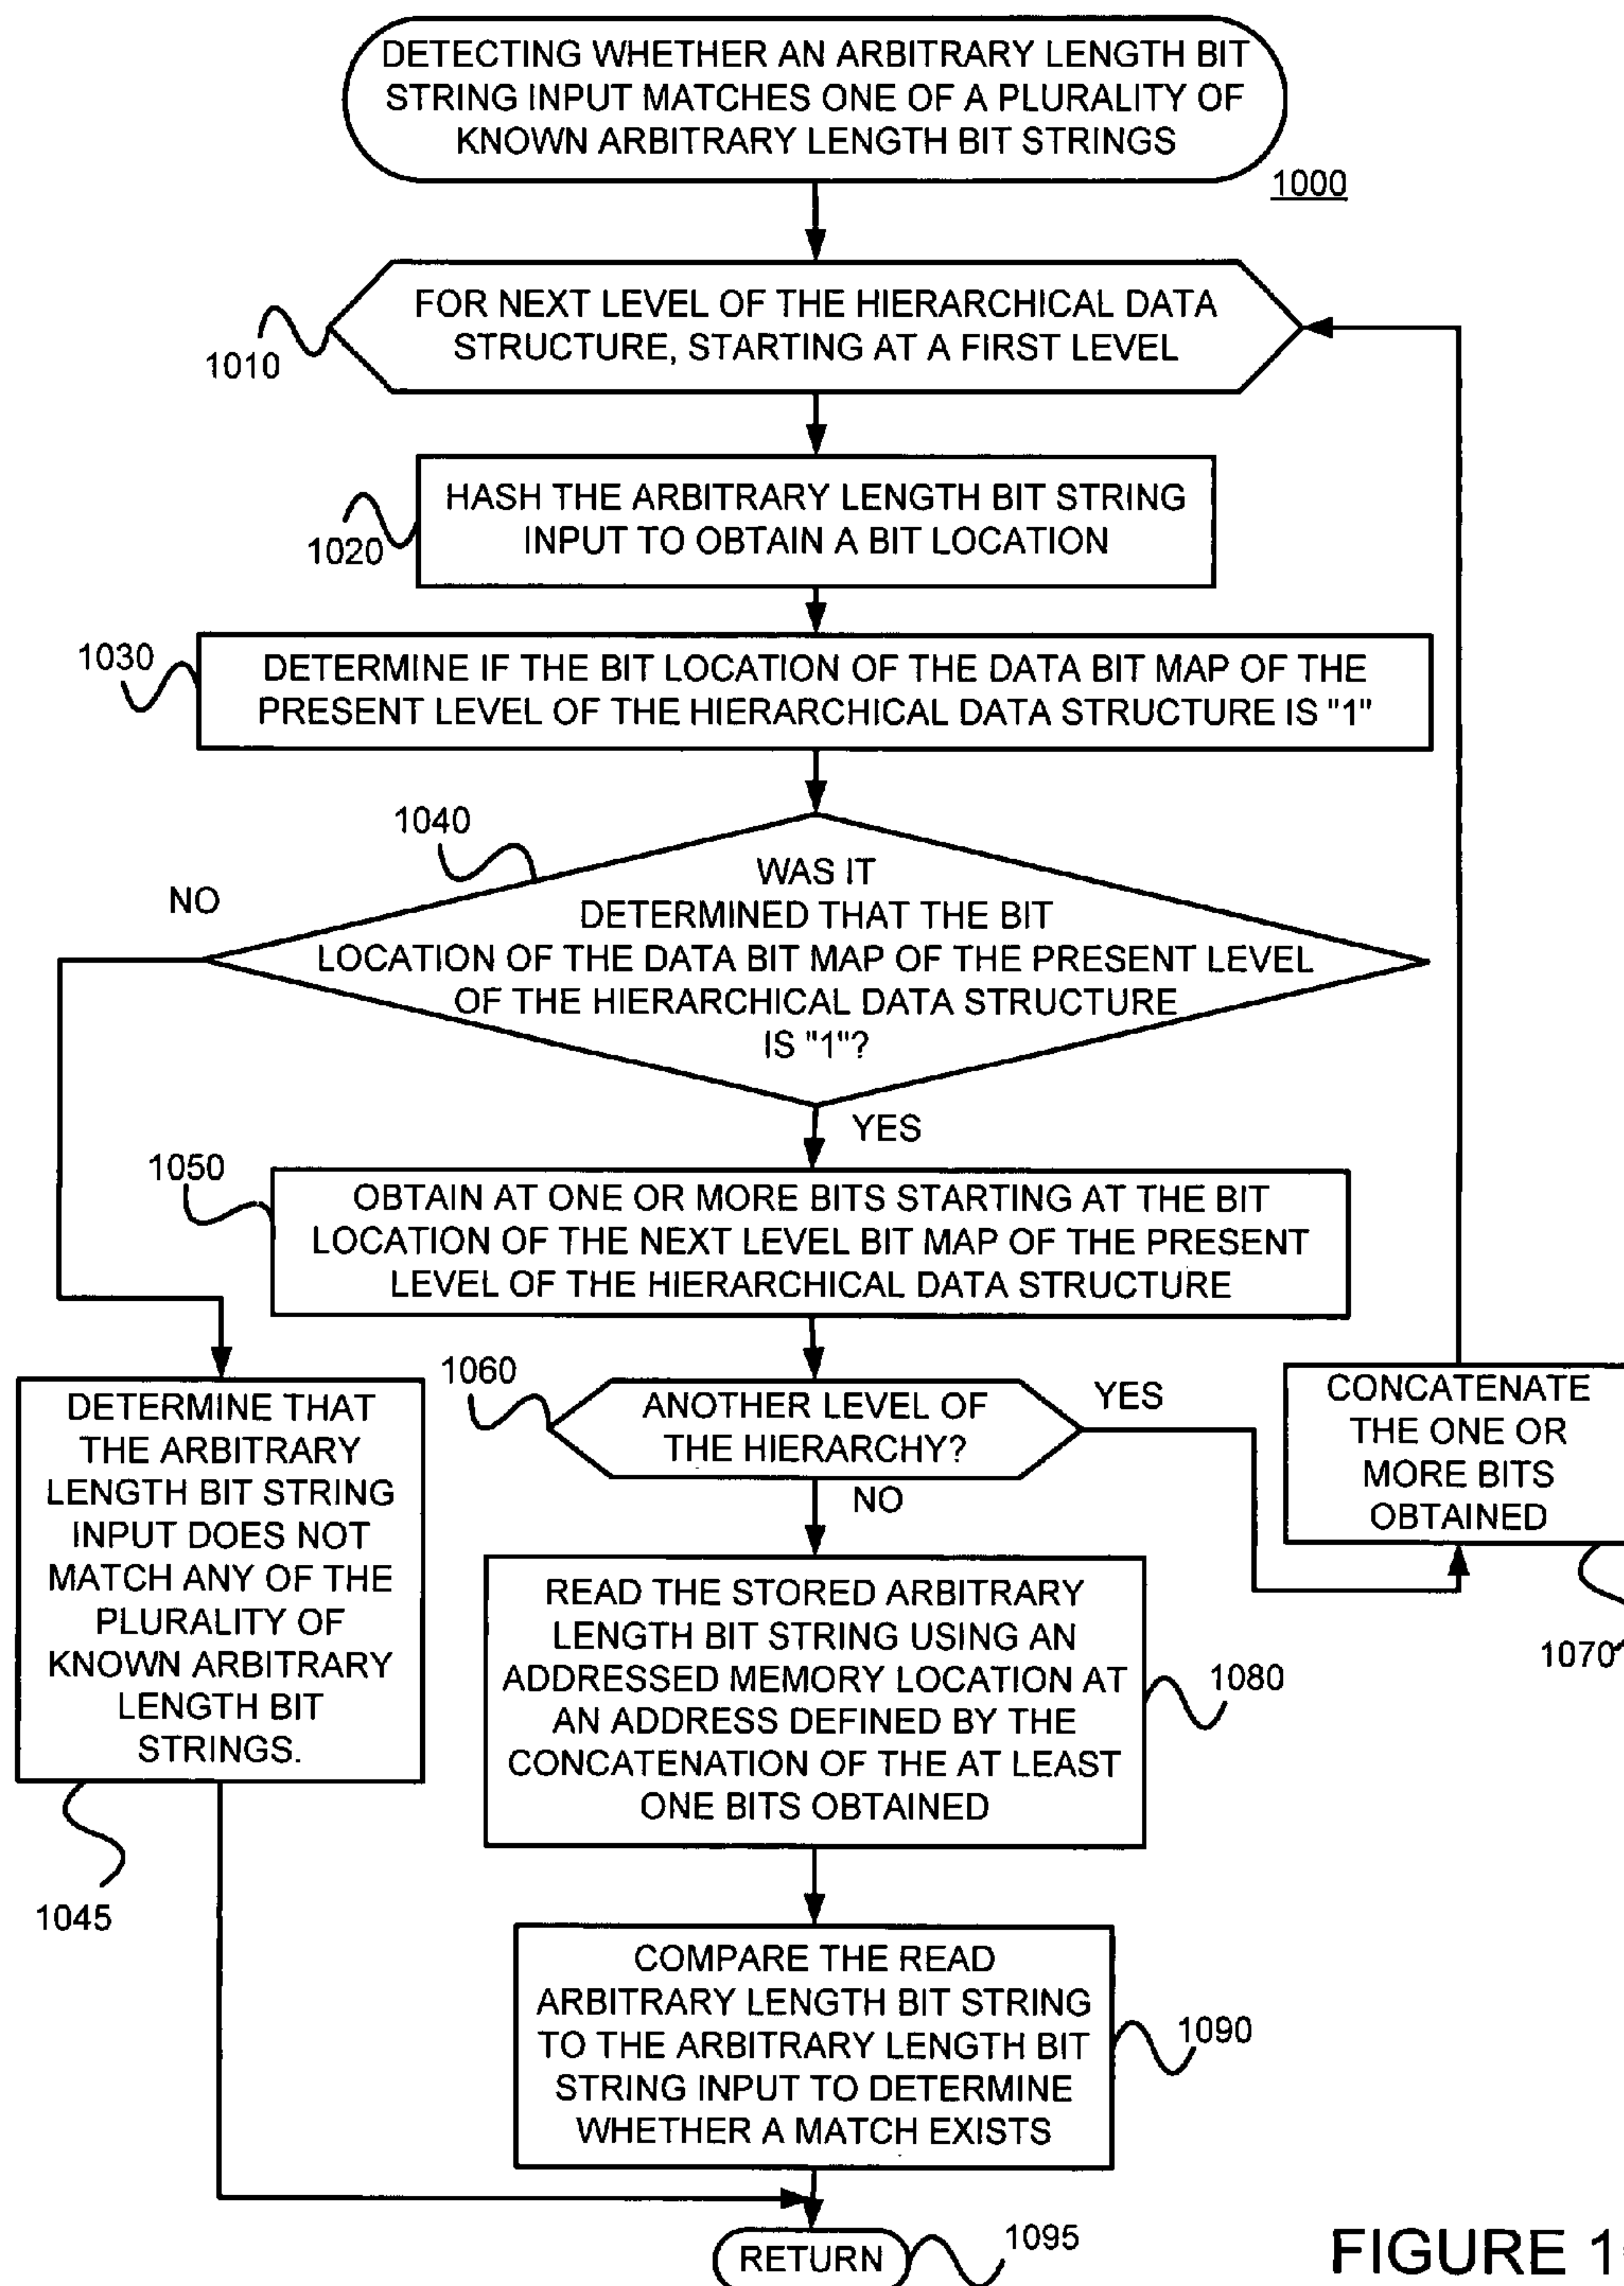 DETECTING WHETHER AN ARBITRARY LENGTH BIT
STRING INPUT MATCHES ONE OF A PLURALITY OF
KNOWN ARBITRARY LENGTH BIT STRINGS
1000
FOR NEXT LEVEL OF THE HIERARCHICAL DATA
STRUCTURE, STARTING AT A FIRST LEVEL
1010
HASH THE ARBITRARY LENGTH BIT STRING
INPUT TO OBTAIN A BIT LOCATION
1020
1030
DETERMINE IF THE BIT LOCATION OF THE DATA BIT MAP OF THE
PRESENT LEVEL OF THE HIERARCHICAL DATA STRUCTURE IS "1"
1040
NO
WAS IT
DETERMINED THAT THE BIT
LOCATION OF THE DATA BIT MAP OF THE PRESENT LEVEL
OF THE HIERARCHICAL DATA STRUCTURE
IS "1"?
YES
1050
OBTAIN AT ONE OR MORE BITS STARTING AT THE BIT
LOCATION OF THE NEXT LEVEL BIT MAP OF THE PRESENT
LEVEL OF THE HIERARCHICAL DATA STRUCTURE
DETERMINE THAT
THE ARBITRARY
LENGTH BIT STRING
INPUT DOES NOT
MATCH ANY OF THE
PLURALITY OF
KNOWN ARBITRARY
LENGTH BIT
STRINGS.
1045
1060
ANOTHER LEVEL OF
THE HIERARCHY?
YES
NO
CONCATENATE
THE ONE OR
MORE BITS
OBTAINED
1070
READ THE STORED ARBITRARY
LENGTH BIT STRING USING AN
ADDRESSED MEMORY LOCATION AT
AN ADDRESS DEFINED BY THE
CONCATENATION OF THE AT LEAST
ONE BITS OBTAINED
1080
COMPARE THE READ
ARBITRARY LENGTH BIT STRING
TO THE ARBITRARY LENGTH BIT
STRING INPUT TO DETERMINE
WHETHER A MATCH EXISTS
1090
RETURN
1095
FIGURE 1